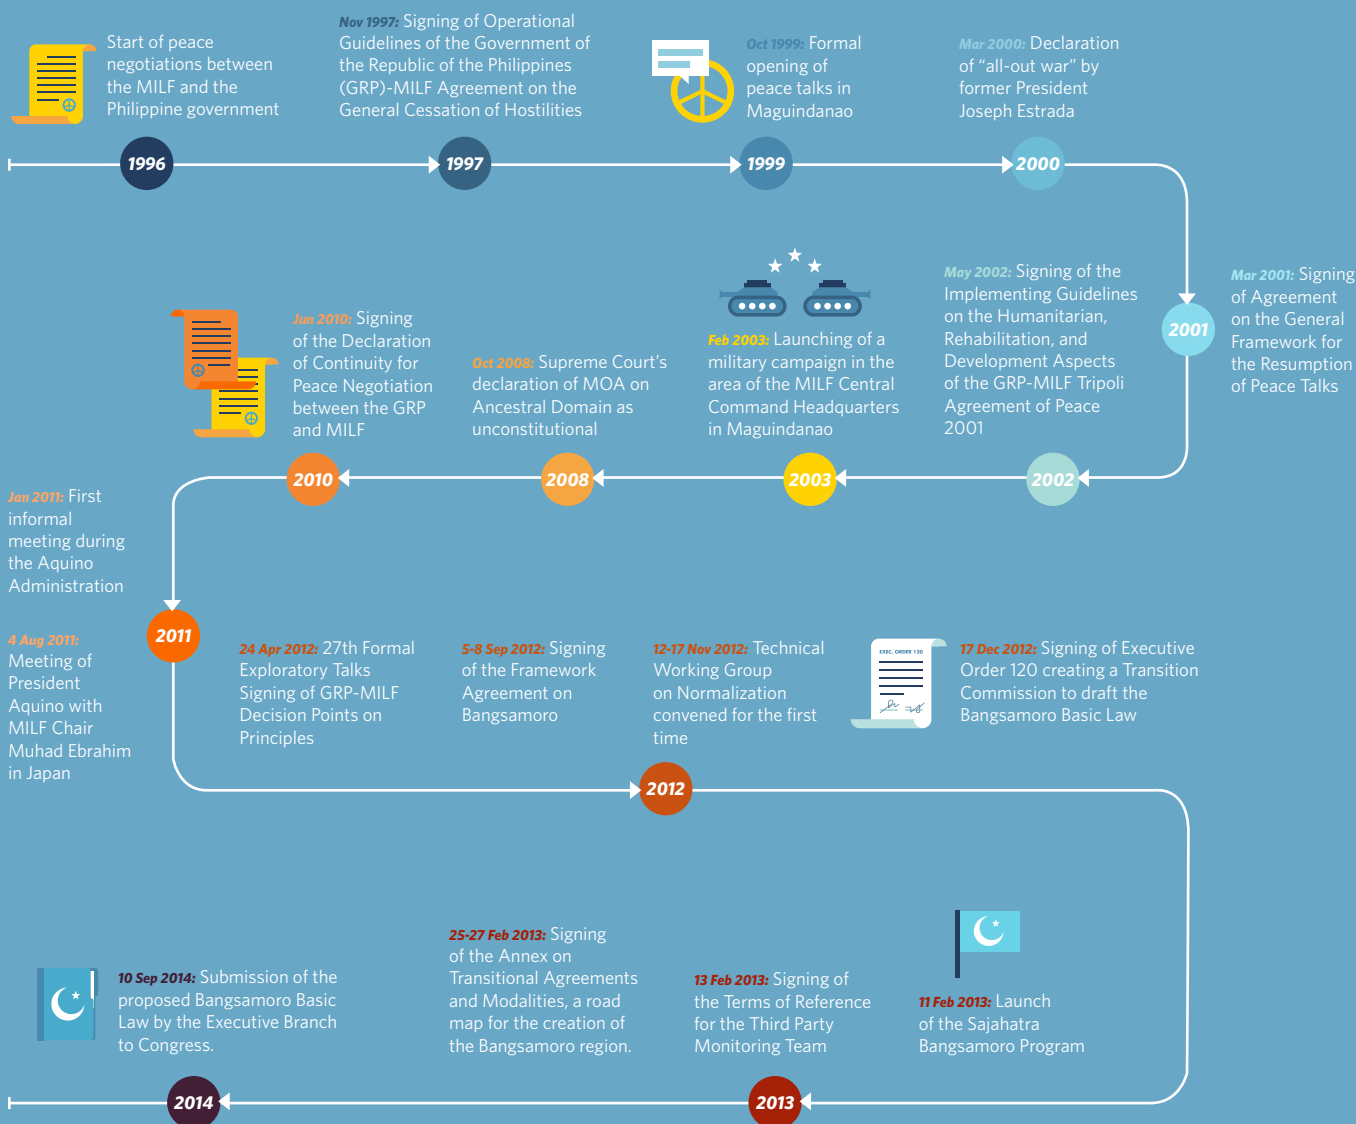 Start of peace
negotiations between
the MILF and the
Philippine government
1996
Nov 1997: Signing of Operational
Guidelines of the Government of
the Republic of the Philippines
(GRP)-MILF Agreement on the
General Cessation of Hostilities
1997
Oct 1999: Formal
opening of
peace talks in
Maguindanao
1999
Mar 2000: Declaration
of “all-out war” by
former President
Joseph Estrada
2000
Mar 2001: Signing
of Agreement
on the General
Framework for
the Resumption
of Peace Talks
2001
May 2002: Signing of the
Implementing Guidelines
on the Humanitarian,
Rehabilitation, and
Development Aspects
of the GRP-MILF Tripoli
Agreement of Peace
2001
2002
Feb 2003: Launching of a
military campaign in the
area of the MILF Central
Command Headquarters
in Maguindanao
2003
Oct 2008: Supreme Court’s
declaration of MOA on
Ancestral Domain as
unconstitutional
2008
Jun 2010: Signing
of the Declaration
of Continuity for
Peace Negotiation
between the GRP
and MILF
2010
Jan 2011: First
informal
meeting during
the Aquino
Administration
4 Aug 2011:
Meeting of
President
Aquino with
MILF Chair
Muhad Ebrahim
in Japan
2011
24 Apr 2012: 27th Formal
Exploratory Talks
Signing of GRP-MILF
Decision Points on
Principles
5-8 Sep 2012: Signing
of the Framework
Agreement on
Bangsamoro
12-17 Nov 2012: Technical
Working Group
on Normalization
convened for the first
time
EXEC. ORDER 120
17 Dec 2012: Signing of Executive
Order 120 creating a Transition
Commission to draft the
Bangsamoro Basic Law
2012
11 Feb 2013: Launch
of the Sajahatra
Bangsamoro Program
13 Feb 2013: Signing of
the Terms of Reference
for the Third Party
Monitoring Team
25-27 Feb 2013: Signing
of the Annex on
Transitional Agreements
and Modalities, a road
map for the creation of
the Bangsamoro region.
2013
10 Sep 2014: Submission of the
proposed Bangsamoro Basic
Law by the Executive Branch
to Congress.
2014